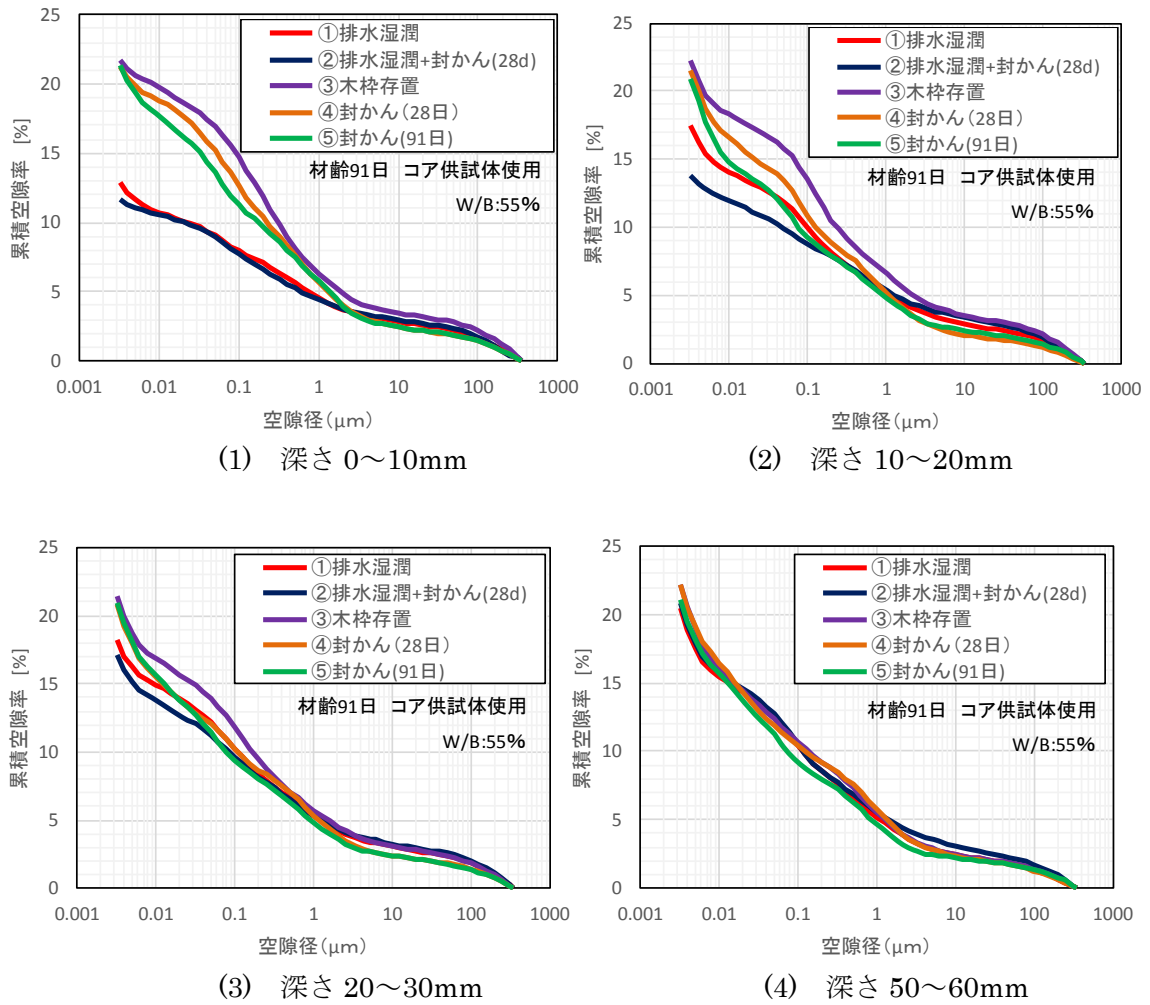 25
20
15
10
5
0
累積空隙率 [%]
①排水湿潤
②排水湿潤+封かん(28d)
③木枠存置
④封かん（28日）
⑤封かん(91日)
材齢91日 コア供試体使用
W/B:55%
0.001 0.01 0.1 1 10 100 1000
空隙径（μm）
(1) 深さ 0～10mm
25
20
15
10
5
0
累積空隙率 [%]
①排水湿潤
②排水湿潤+封かん(28d)
③木枠存置
④封かん（28日）
⑤封かん(91日)
材齢91日 コア供試体使用
W/B:55%
0.001 0.01 0.1 1 10 100 1000
空隙径（μm）
(2) 深さ 10～20mm
25
20
15
10
5
0
累積空隙率 [%]
①排水湿潤
②排水湿潤+封かん(28d)
③木枠存置
④封かん（28日）
⑤封かん(91日)
材齢91日 コア供試体使用
W/B:55%
0.001 0.01 0.1 1 10 100 1000
空隙径（μm）
(3) 深さ 20～30mm
25
20
15
10
5
0
累積空隙率 [%]
①排水湿潤
②排水湿潤+封かん(28d)
③木枠存置
④封かん（28日）
⑤封かん(91日)
材齢91日 コア供試体使用
W/B:55%
0.001 0.01 0.1 1 10 100 1000
空隙径（μm）
(4) 深さ 50～60mm